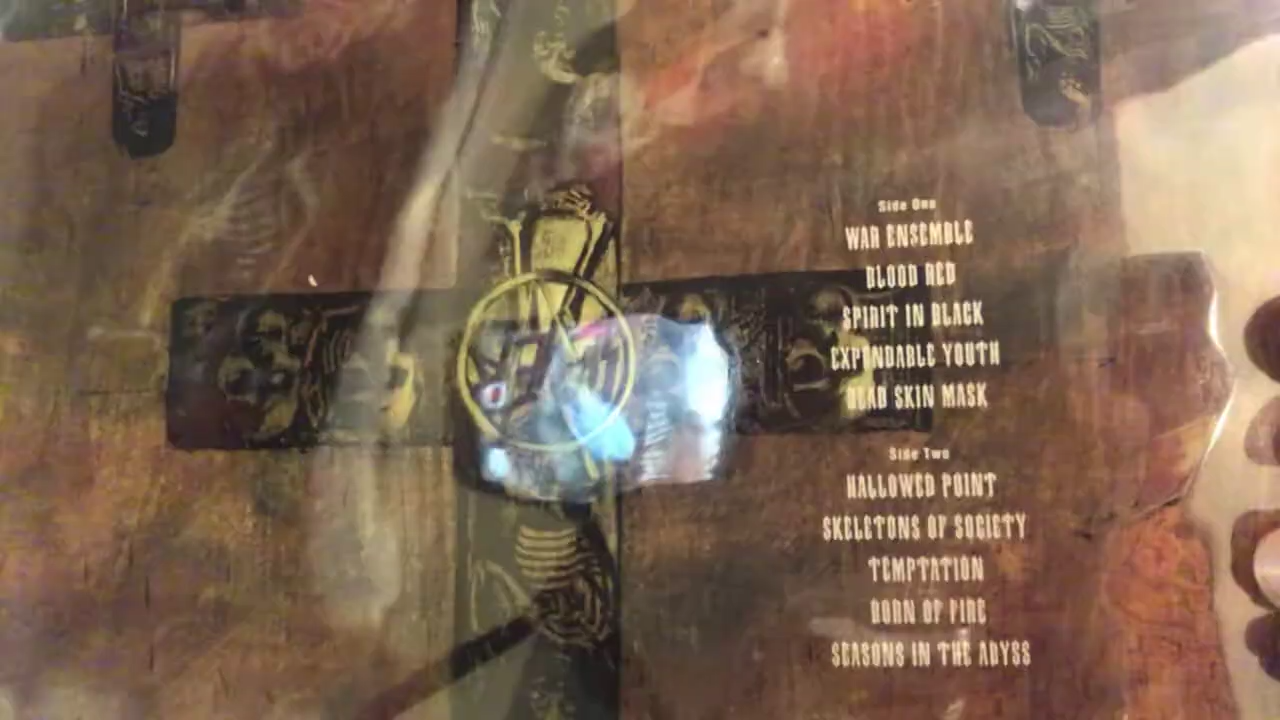 Side One
WAR ENSEMBLE
BLOOD RED
SPIRIT IN BLACK
EXPENDABLE YOUTH
DEAD SKIN MASK
Side Two
HALLOWED POINT
SKELETONS OF SOCIETY
TEMPTATION
BORN OF FIRE
SEASONS IN THE ABYSS